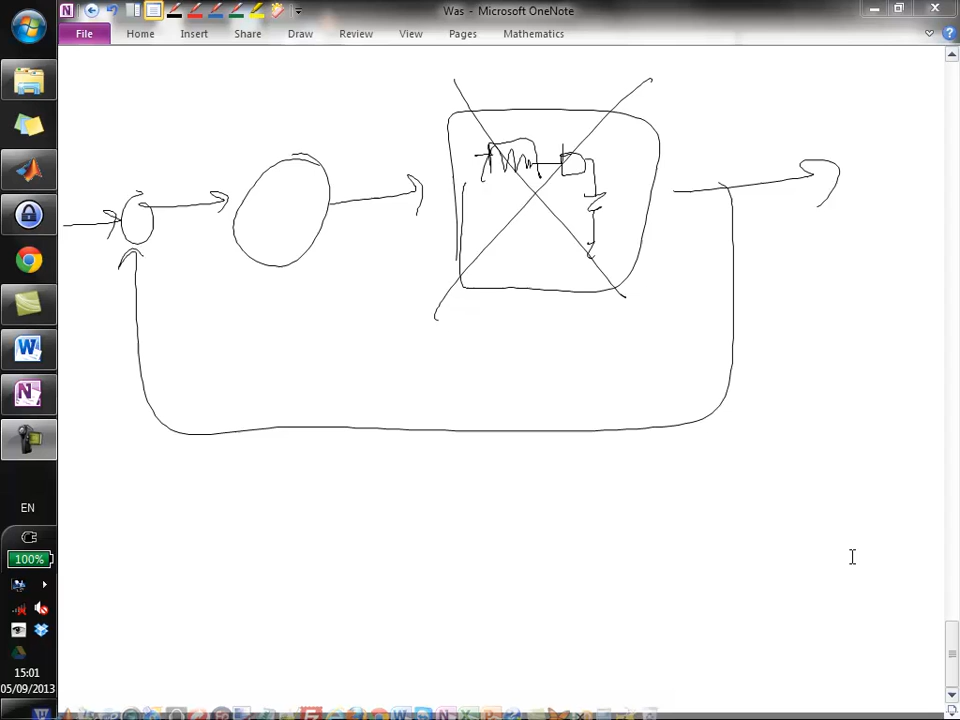 Was - Microsoft OneNote
File Home Insert Share Draw Review View Pages Mathematics
EN
100%
15:01
05/09/2013